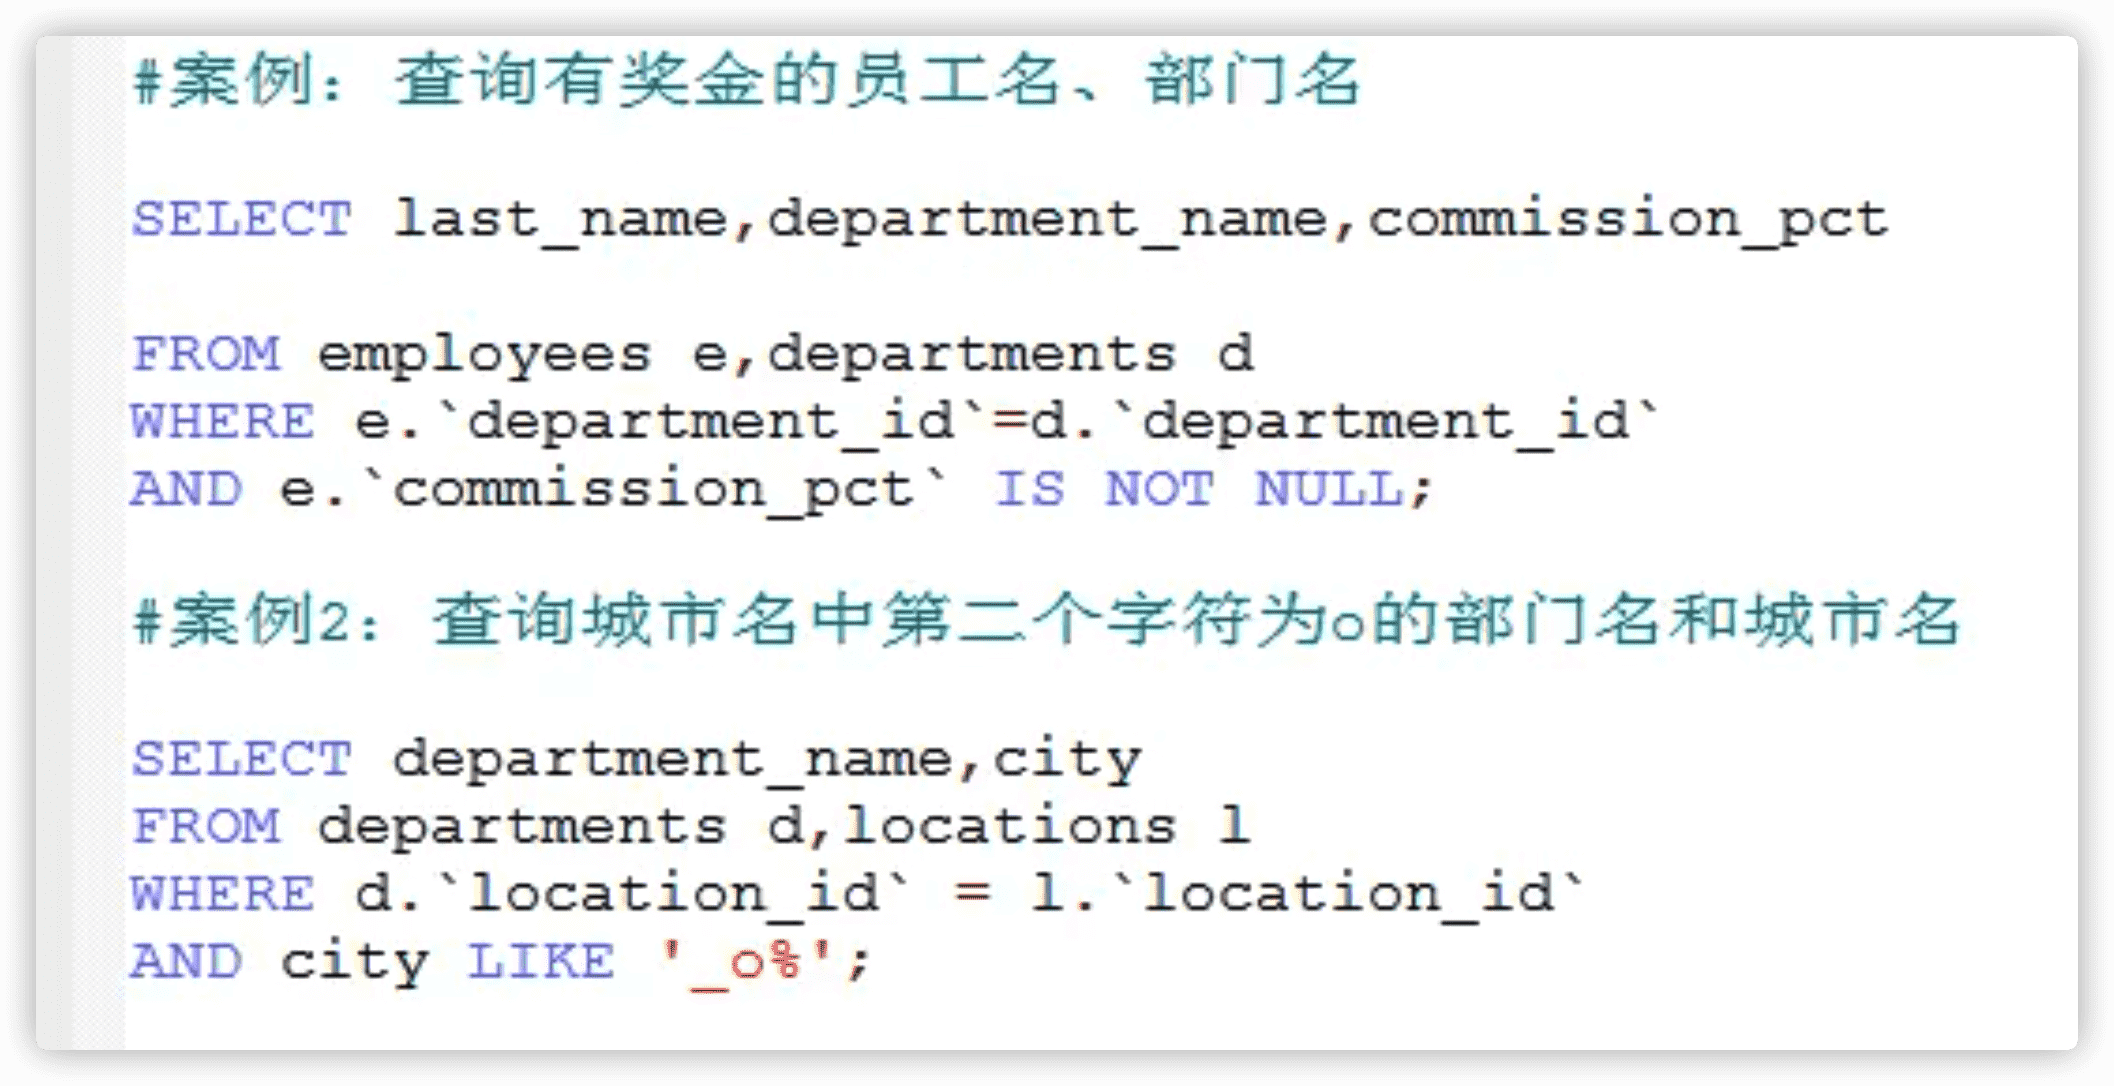 #案例：查询有奖金的员工名、部门名
SELECT last_name,department_name,commission_pct
FROM employees e,departments d
WHERE e.`department_id`=d.`department_id`
AND e.`commission_pct` IS NOT NULL;
#案例2：查询城市名中第二个字符为o的部门名和城市名
SELECT department_name,city
FROM departments d,locations l
WHERE d.`location_id` = l.`location_id`
AND city LIKE '_o%';